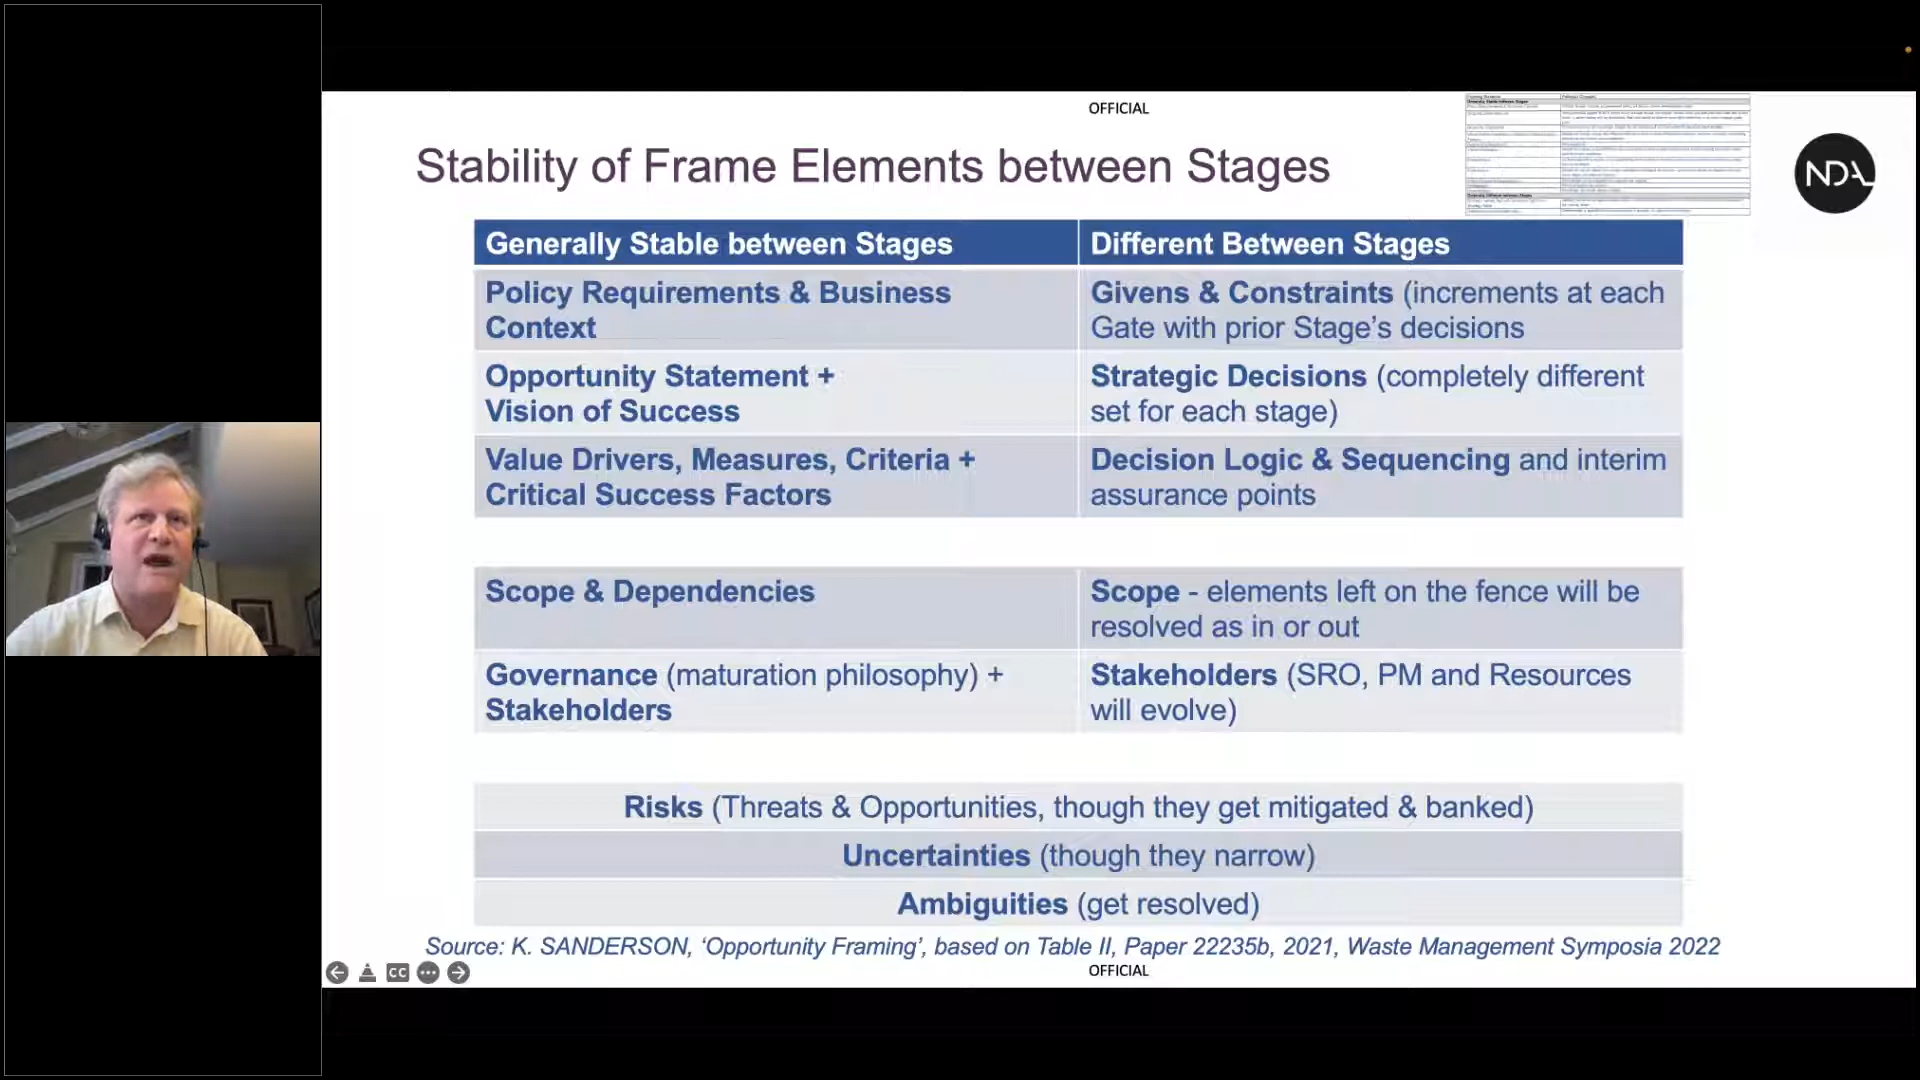 OFFICIAL
Stability of Frame Elements between Stages
NDA
Generally Stable between Stages
Different Between Stages
Policy Requirements & Business
Context
Givens & Constraints (increments at each
Gate with prior Stage’s decisions
Opportunity Statement +
Vision of Success
Strategic Decisions (completely different
set for each stage)
Value Drivers, Measures, Criteria +
Critical Success Factors
Decision Logic & Sequencing and interim
assurance points
Scope & Dependencies
Scope - elements left on the fence will be
resolved as in or out
Governance (maturation philosophy) +
Stakeholders
Stakeholders (SRO, PM and Resources
will evolve)
Risks (Threats & Opportunities, though they get mitigated & banked)
Uncertainties (though they narrow)
Ambiguities (get resolved)
Source: K. SANDERSON, ‘Opportunity Framing’, based on Table II, Paper 22235b, 2021, Waste Management Symposia 2022
CC
OFFICIAL